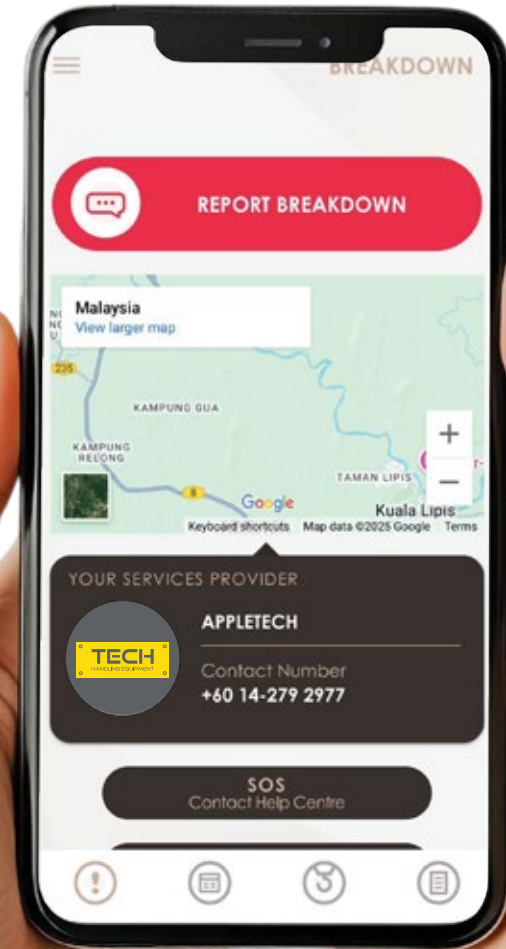 BREAKDOWN
REPORT BREAKDOWN
Malaysia
View larger map
235
KAMPUNG GUA
KAMPUNG
RELONG
TAMAN LIPIS
+
−
8
Google
Kuala Lipis
Keyboard shortcuts Map data ©2025 Google Terms
YOUR SERVICES PROVIDER
APPLETECH
TECH
HANDLING EQUIPMENT
Contact Number
+60 14-279 2977
SOS
Contact Help Centre